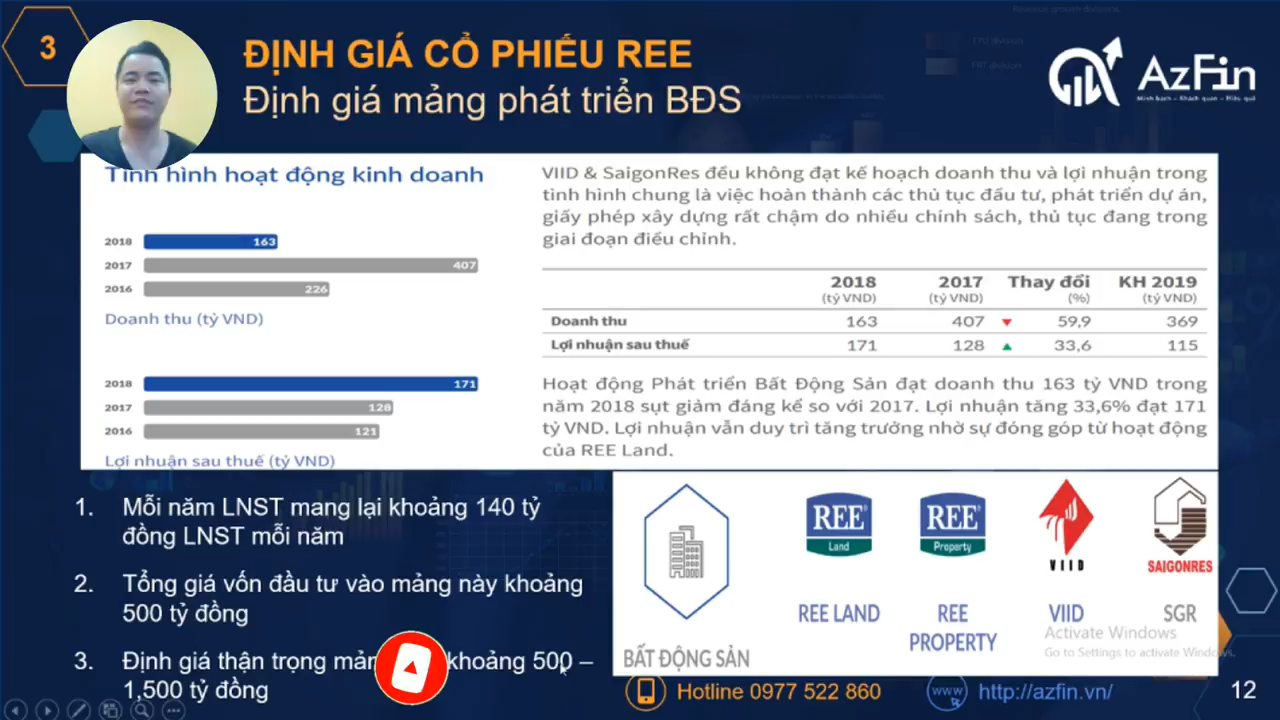 3
ĐỊNH GIÁ CỔ PHIẾU REE
Định giá mảng phát triển BĐS
AzFin
Minh bạch - Khách quan - Hiệu quả
Tình hình hoạt động kinh doanh
2018 163
2017 407
2016 226
Doanh thu (tỷ VND)
2018 171
2017 128
2016 121
Lợi nhuận sau thuế (tỷ VND)
VIID & SaigonRes đều không đạt kế hoạch doanh thu và lợi nhuận trong
tình hình chung là việc hoàn thành các thủ tục đầu tư, phát triển dự án,
giấy phép xây dựng rất chậm do nhiều chính sách, thủ tục đang trong
giai đoạn điều chỉnh.
2018 2017 Thay đổi KH 2019
(tỷ VND) (tỷ VND) (%) (tỷ VND)
Doanh thu 163 407 59,9 369
Lợi nhuận sau thuế 171 128 33,6 115
Hoạt động Phát triển Bất Động Sản đạt doanh thu 163 tỷ VND trong
năm 2018 sụt giảm đáng kể so với 2017. Lợi nhuận tăng 33,6% đạt 171
tỷ VND. Lợi nhuận vẫn duy trì tăng trưởng nhờ sự đóng góp từ hoạt động
của REE Land.
1. Mỗi năm LNST mang lại khoảng 140 tỷ
đồng LNST mỗi năm
2. Tổng giá vốn đầu tư vào mảng này khoảng
500 tỷ đồng
3. Định giá thận trọng khoảng 500 –
1,500 tỷ đồng
BẤT ĐỘNG SẢN
REE
Land
REE LAND
REE
Property
REE
PROPERTY
VIID
VIID
SAIGONRES
SGR
Activate Windows
Go to Settings to activate Windows.
Hotline 0977 522 860
www
http://azfin.vn/
12